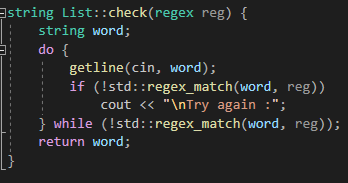 string List::check(regex reg) {
    string word;
    do {
        getline(cin, word);
        if (!std::regex_match(word, reg))
            cout << "\nTry again :";
    } while (!std::regex_match(word, reg));
    return word;
}